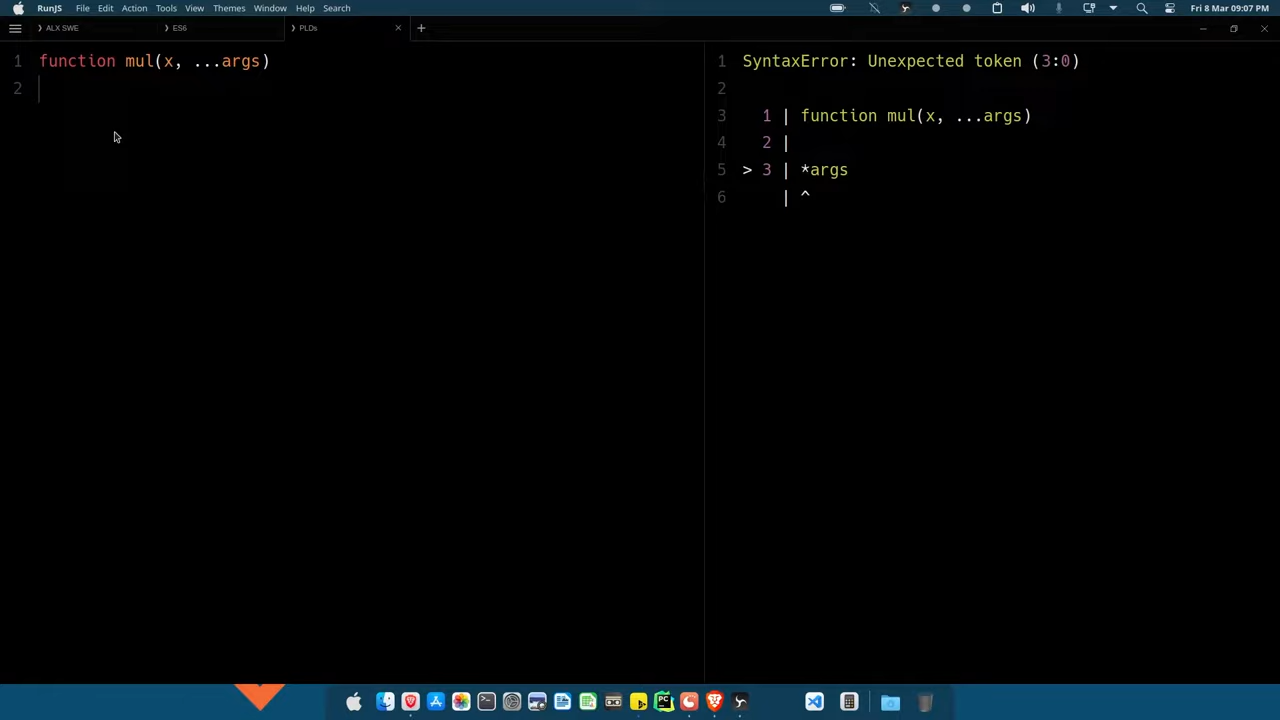 RunJS File Edit Action Tools View Themes Window Help Search Fri 8 Mar 09:07 PM
ALX SWE ES6 PLDs
1 function mul(x, ...args)
2
1 SyntaxError: Unexpected token (3:0)
2
3 1 | function mul(x, ...args)
4 2 |
5 > 3 | *args
6 | ^
PC